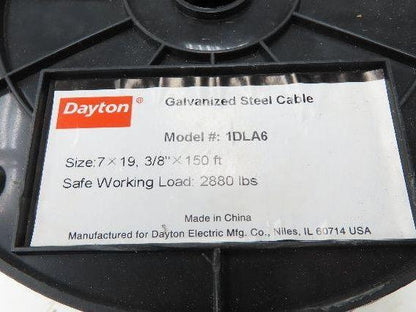 Dayton® Galvanized Steel Cable
Model #: 1DLA6
Size:7×19, 3/8"×150 ft
Safe Working Load: 2880 lbs
Made in China
Manufactured for Dayton Electric Mfg. Co., Niles, IL 60714 USA